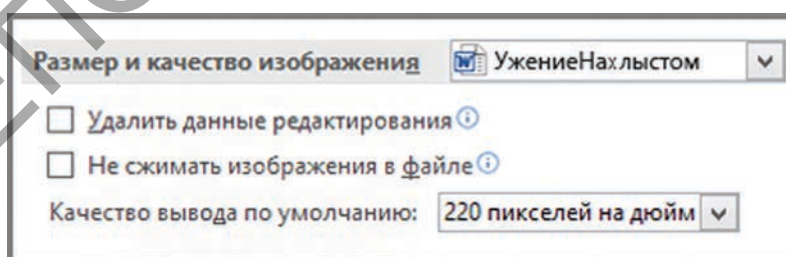 Размер и качество изображения УжениеНахлыстом
Удалить данные редактирования
Не сжимать изображения в файле
Качество вывода по умолчанию: 220 пикселей на дюйм